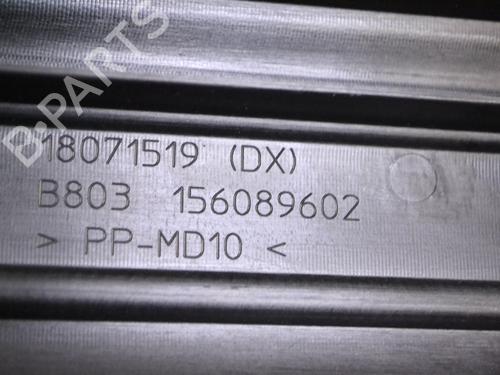 B-PARTS
18071519 (DX)
B803 156089602
> PP-MD10 <